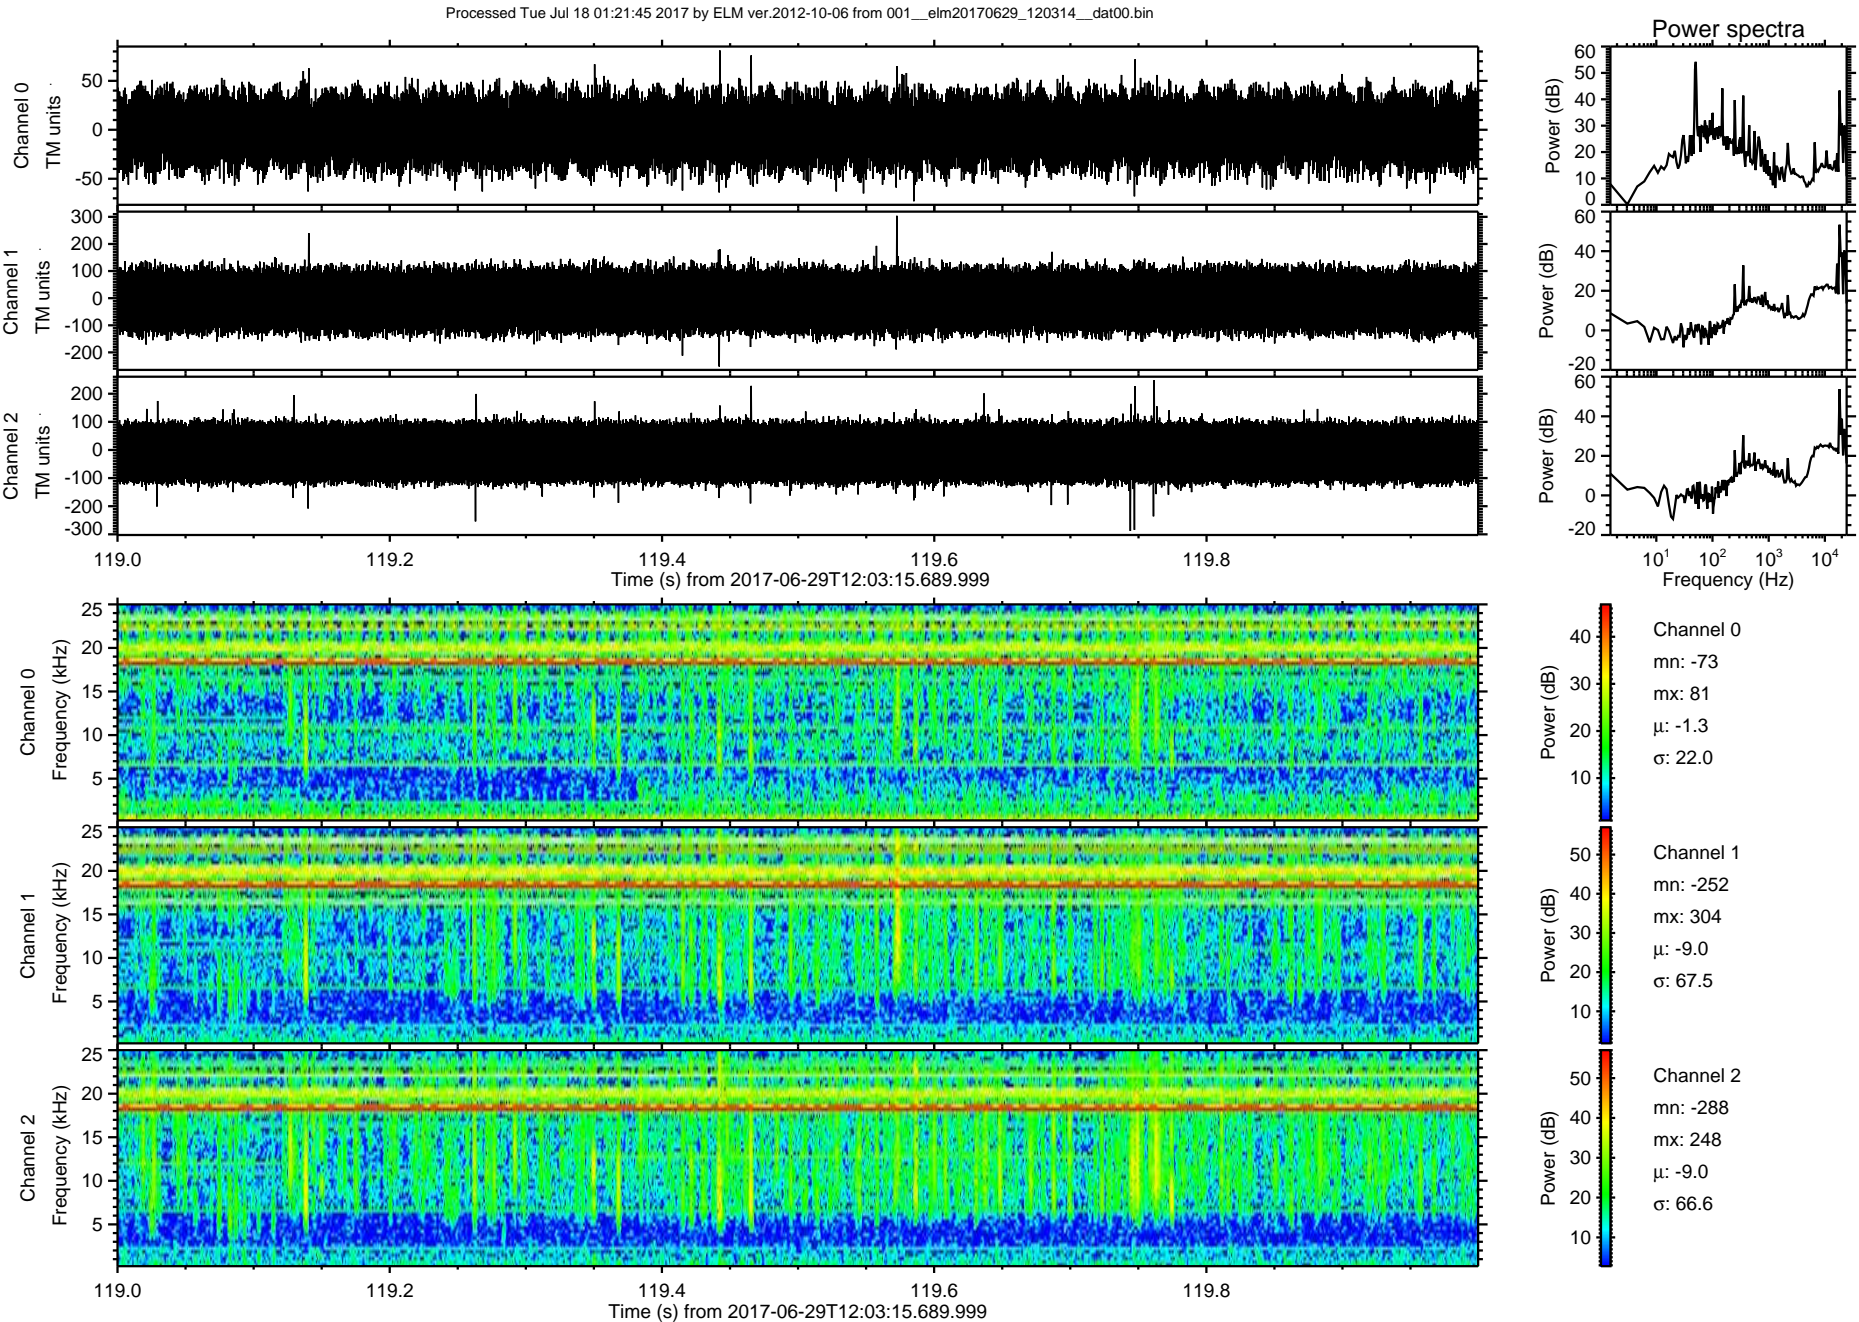 Processed Tue Jul 18 01:21:45 2017 by ELM ver.2012-10-06 from 001__elm20170629_120314__dat00.bin
Power spectra
Channel 0
TM units
50
0
-50
Power (dB)
60
50
40
30
20
10
0
Channel 1
TM units
300
200
100
0
-100
-200
Power (dB)
60
40
20
0
-20
Channel 2
TM units
200
100
0
-100
-200
-300
Power (dB)
60
40
20
0
-20
119.0 119.2 119.4 119.6 119.8
Time (s) from 2017-06-29T12:03:15.689.999
10^1 10^2 10^3 10^4
Frequency (Hz)
Channel 0
Frequency (kHz)
25
20
15
10
5
Power (dB)
40
30
20
10
Channel 0
mn: -73
mx: 81
μ: -1.3
σ: 22.0
Channel 1
Frequency (kHz)
25
20
15
10
5
Power (dB)
50
40
30
20
10
Channel 1
mn: -252
mx: 304
μ: -9.0
σ: 67.5
Channel 2
Frequency (kHz)
25
20
15
10
5
Power (dB)
50
40
30
20
10
Channel 2
mn: -288
mx: 248
μ: -9.0
σ: 66.6
119.0 119.2 119.4 119.6 119.8
Time (s) from 2017-06-29T12:03:15.689.999